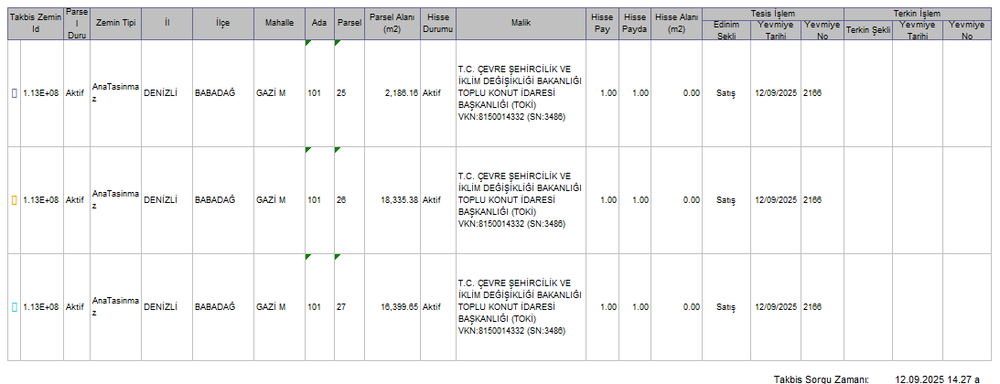 Takbis Zemin Id Parsel Duru Zemin Tipi İl İlçe Mahalle Ada Parsel Parsel Alanı (m2) Hisse Durumu Malik Hisse Pay Hisse Payda Hisse Alanı (m2) Tesis İşlem Terkin İşlem
Edinim Sekli Yevmiye Tarihi Yevmiye No Terkin Şekli Yevmiye Tarihi Yevmiye No
1.13E+08 Aktif AnaTasinmaz DENİZLİ BABADAĞ GAZİ M 101 25 2,186.16 Aktif
T.C. ÇEVRE ŞEHİRCİLİK VE
İKLİM DEĞİŞİKLİĞİ BAKANLIĞI
TOPLU KONUT İDARESİ
BAŞKANLIĞI (TOKİ)
VKN:8150014332 (SN:3486)
1.00 1.00 0.00 Satış 12/09/2025 2166
1.13E+08 Aktif AnaTasinmaz DENİZLİ BABADAĞ GAZİ M 101 26 18,335.38 Aktif
T.C. ÇEVRE ŞEHİRCİLİK VE
İKLİM DEĞİŞİKLİĞİ BAKANLIĞI
TOPLU KONUT İDARESİ
BAŞKANLIĞI (TOKİ)
VKN:8150014332 (SN:3486)
1.00 1.00 0.00 Satış 12/09/2025 2166
1.13E+08 Aktif AnaTasinmaz DENİZLİ BABADAĞ GAZİ M 101 27 16,399.65 Aktif
T.C. ÇEVRE ŞEHİRCİLİK VE
İKLİM DEĞİŞİKLİĞİ BAKANLIĞI
TOPLU KONUT İDARESİ
BAŞKANLIĞI (TOKİ)
VKN:8150014332 (SN:3486)
1.00 1.00 0.00 Satış 12/09/2025 2166
Takbis Sorgu Zamanı: 12.09.2025 14.27 a